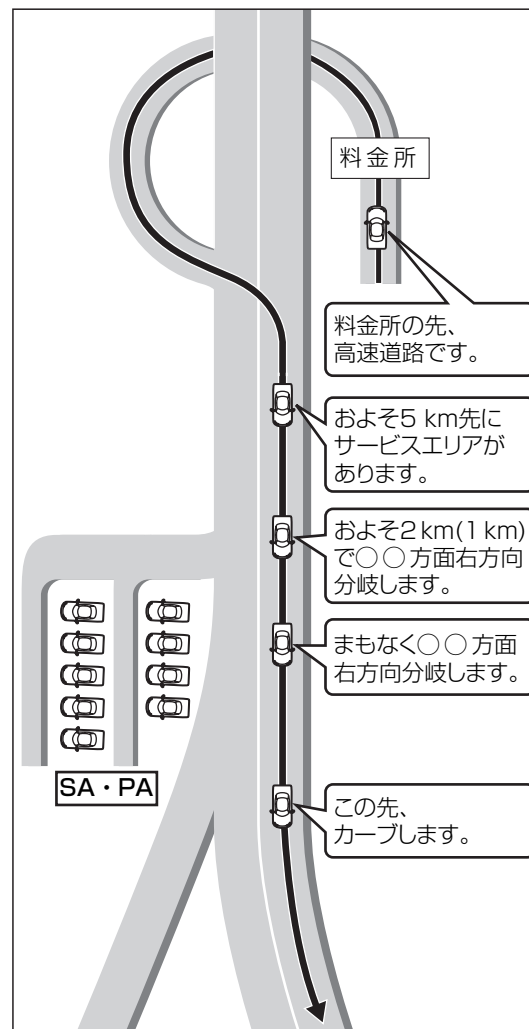 料金所
料金所の先、
高速道路です。
およそ5 km先に
サービスエリアが
あります。
およそ2 km(1 km)
で○○方面右方向
分岐します。
まもなく○○方面
右方向分岐します。
SA・PA
この先、
カーブします。